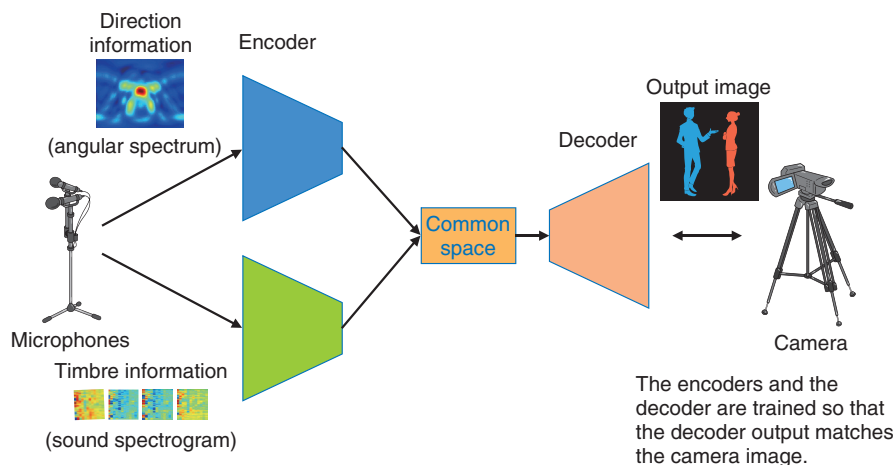 Direction
information
(angular spectrum)
Encoder
Microphones
Timbre information
(sound spectrogram)
Common
space
Decoder
Output image
Camera
The encoders and the
decoder are trained so that
the decoder output matches
the camera image.